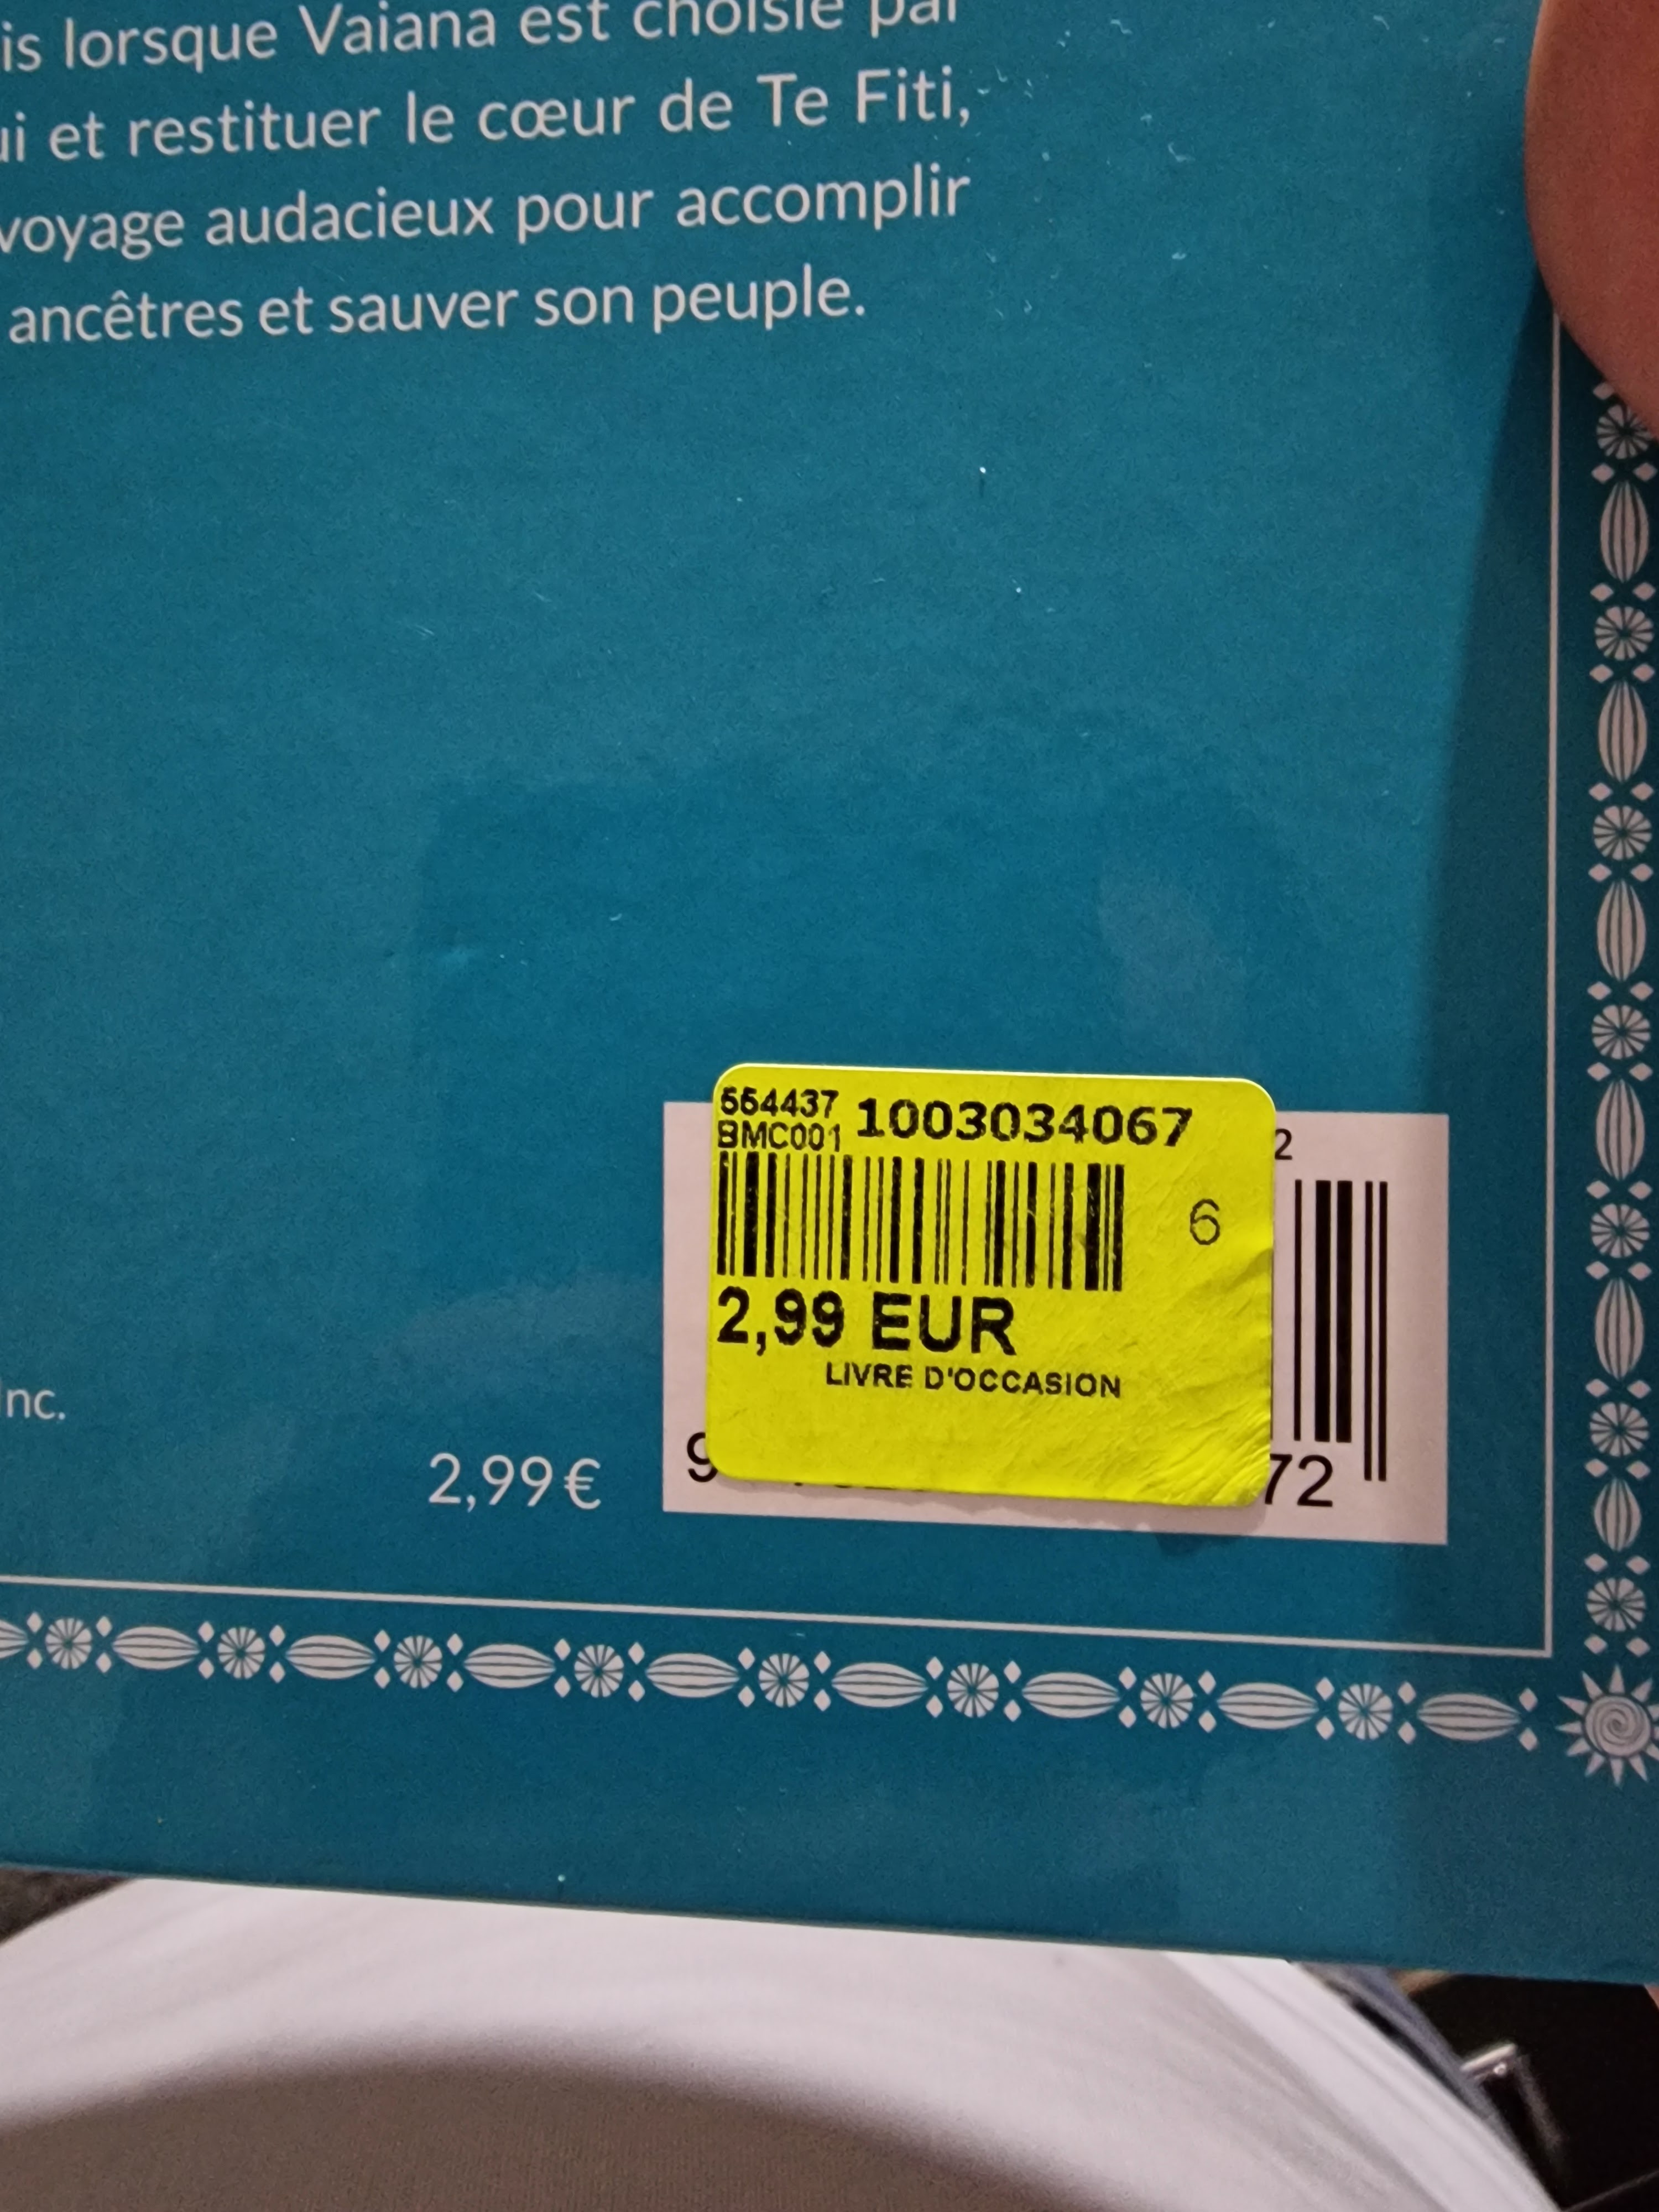 is lorsque Vaiana est choisie par
ui et restituer le cœur de Te Fiti,
voyage audacieux pour accomplir
ancêtres et sauver son peuple.
554437
BMC001
1003034067
2
6
2,99 EUR
LIVRE D'OCCASION
Inc.
2,99 €
9
72